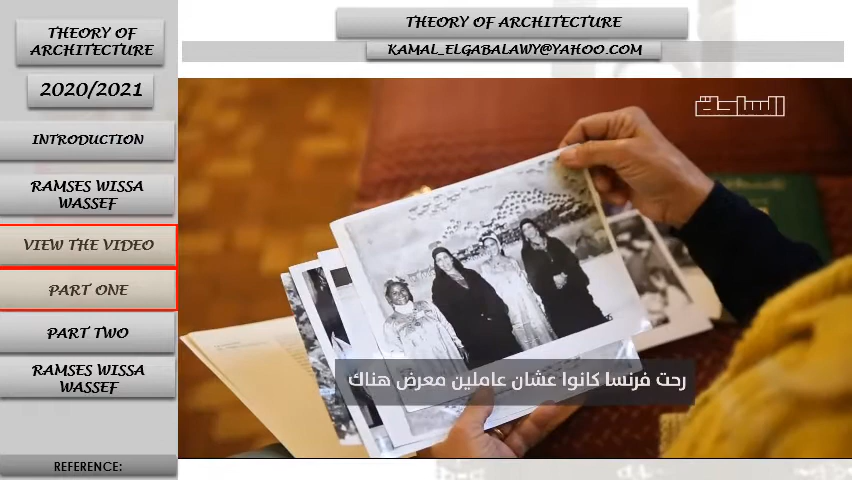 THEORY OF
ARCHITECTURE
2020/2021
INTRODUCTION
RAMSES WISSA
WASSEF
VIEW THE VIDEO
PART ONE
PART TWO
RAMSES WISSA
WASSEF
REFERENCE:
THEORY OF ARCHITECTURE
KAMAL_ELGABALAWY@YAHOO.COM
الساحة
رحت فرنسا كانوا عشان عاملين معرض هناك